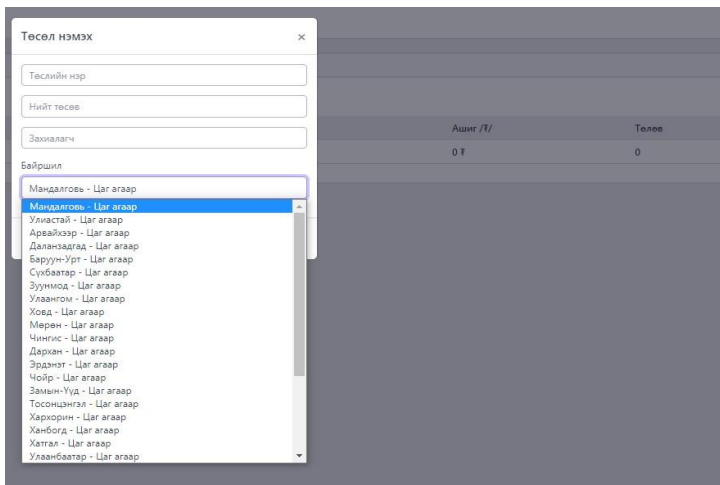 Төсөл нэмэх ×
Төслийн нэр
Нийт төсөв
Захиалагч
Байршил
Мандалговь - Цаг агаар
Мандалговь - Цаг агаар
Улиастай - Цаг агаар
Арвайхээр - Цаг агаар
Даланзадгад - Цаг агаар
Баруун-Урт - Цаг агаар
Сүхбаатар - Цаг агаар
Зуунмод - Цаг агаар
Улаангом - Цаг агаар
Ховд - Цаг агаар
Мөрөн - Цаг агаар
Чингис - Цаг агаар
Дархан - Цаг агаар
Эрдэнэт - Цаг агаар
Чойр - Цаг агаар
Замын-Үүд - Цаг агаар
Тосонцэнгэл - Цаг агаар
Хархорин - Цаг агаар
Ханбогд - Цаг агаар
Хатгал - Цаг агаар
Улаанбаатар - Цаг агаар
Ашиг /₮/ Төлөв
0 ₮ 0